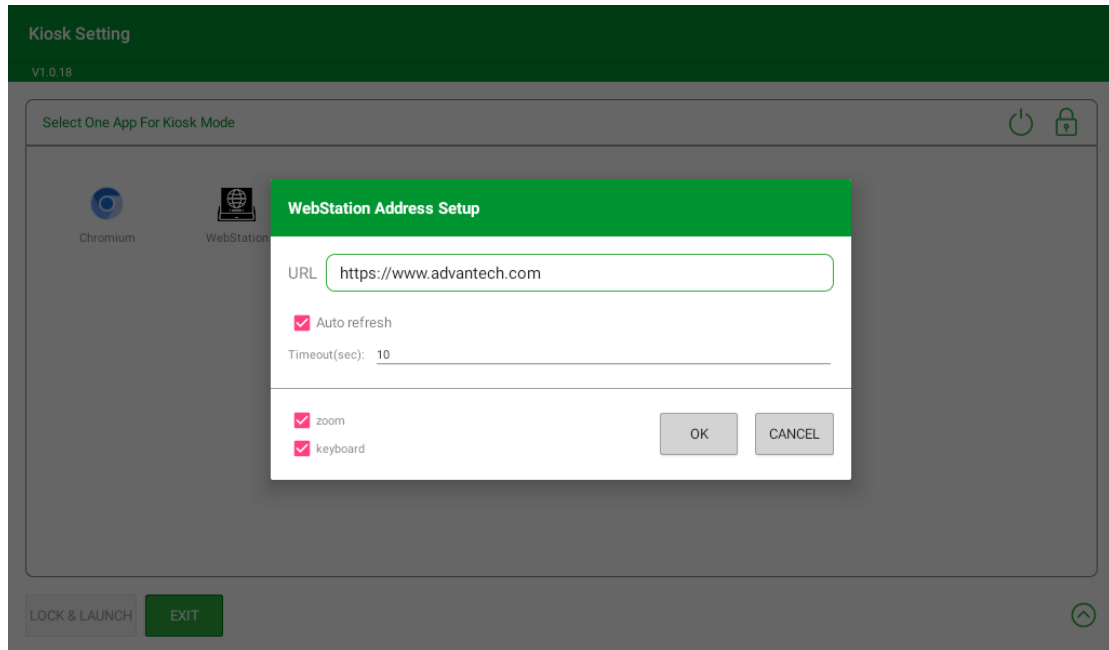 Kiosk Setting
V1.0.18
Select One App For Kiosk Mode
Chromium
WebStation
WebStation Address Setup
URL https://www.advantech.com
Auto refresh
Timeout(sec): 10
zoom
keyboard
OK CANCEL
LOCK & LAUNCH EXIT